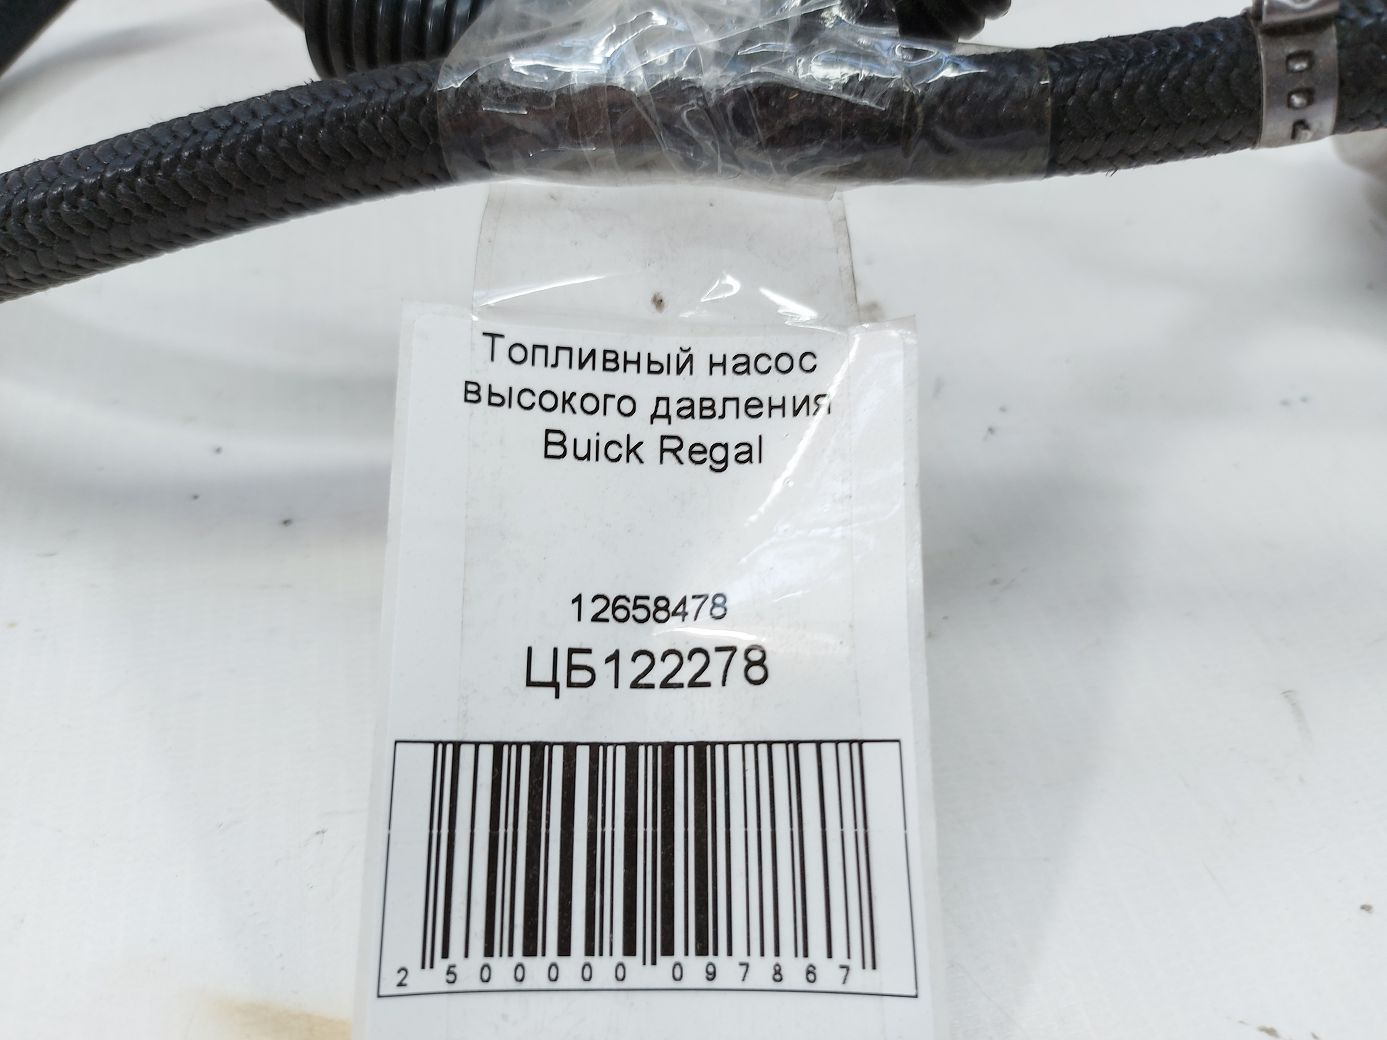 Топливный насос
высокого давления
Buick Regal
12658478
ЦБ122278
2 500000 097867